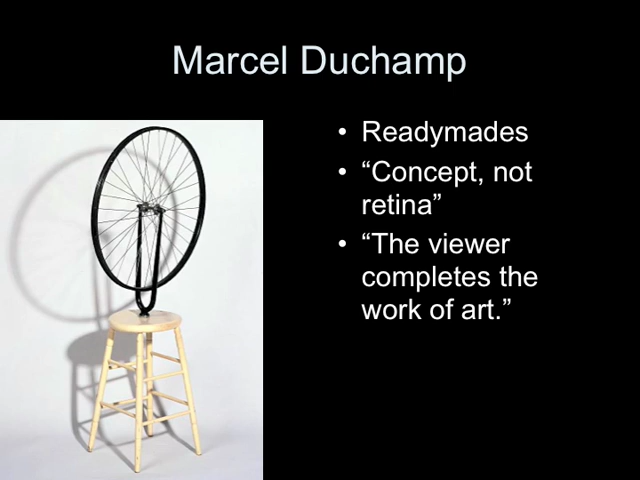 Marcel Duchamp
• Readymades
• “Concept, not
retina”
• “The viewer
completes the
work of art.”